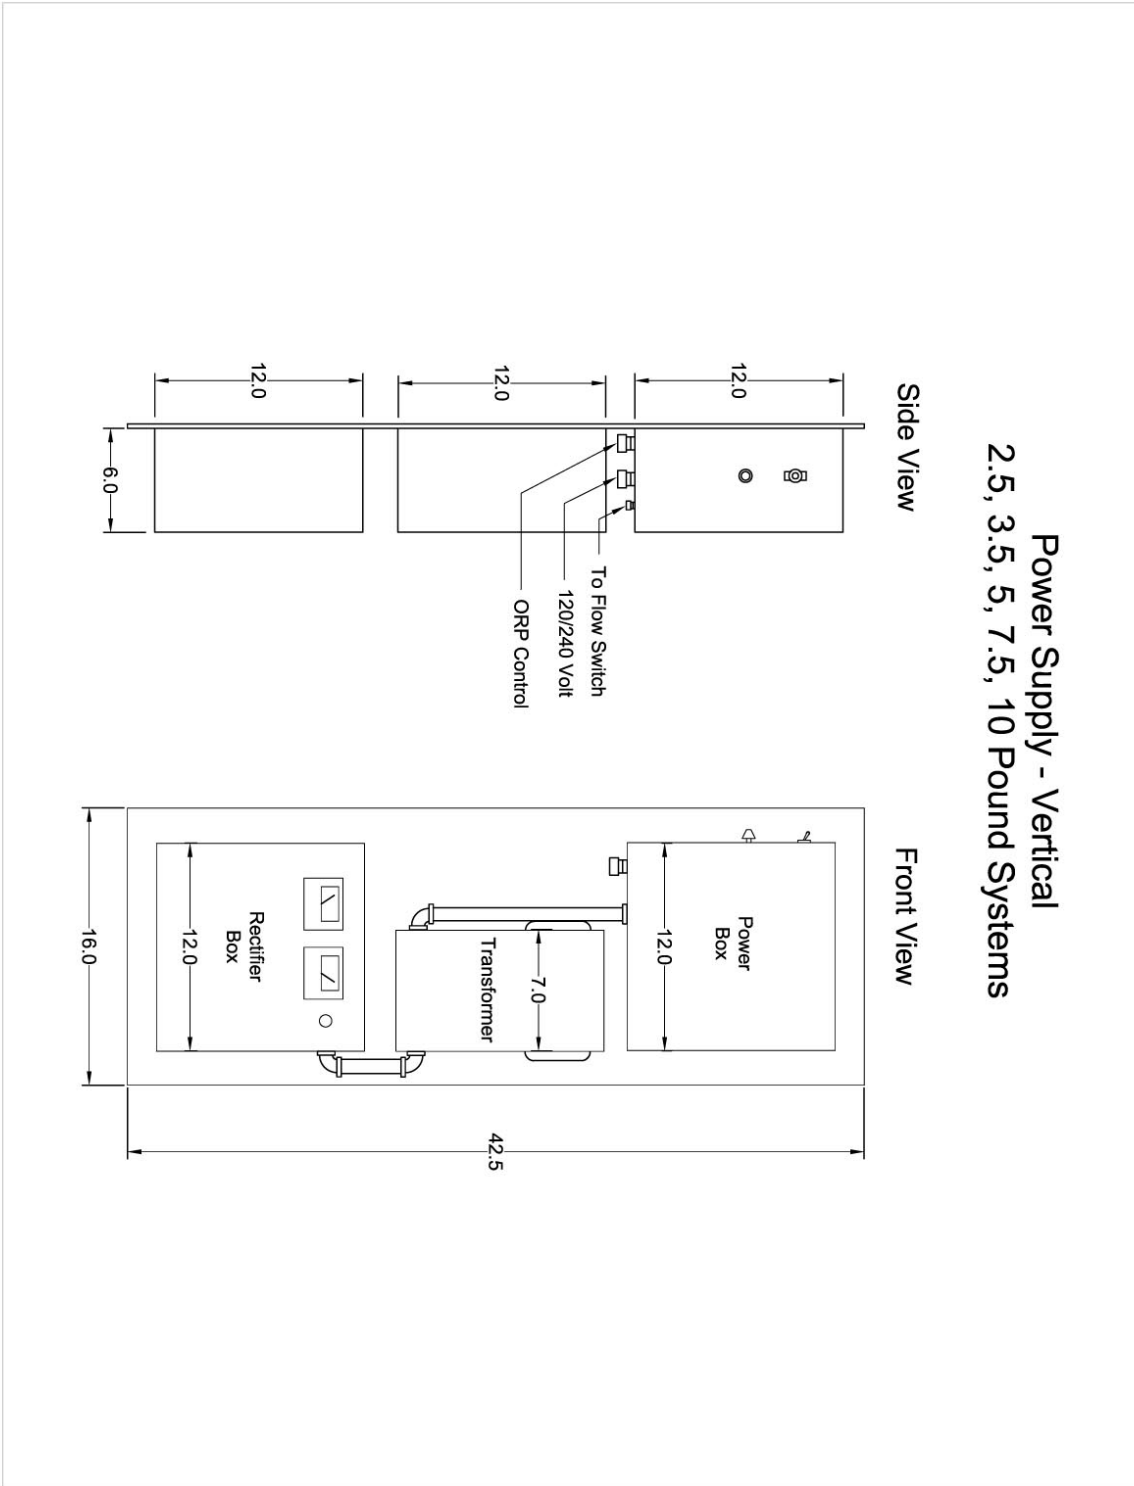 Power Supply - Vertical
2.5, 3.5, 5, 7.5, 10 Pound Systems
Side View
12.0
12.0
12.0
6.0
To Flow Switch
120/240 Volt
ORP Control
Front View
Power
Box
12.0
7.0
Transformer
Rectifier
Box
12.0
16.0
42.5